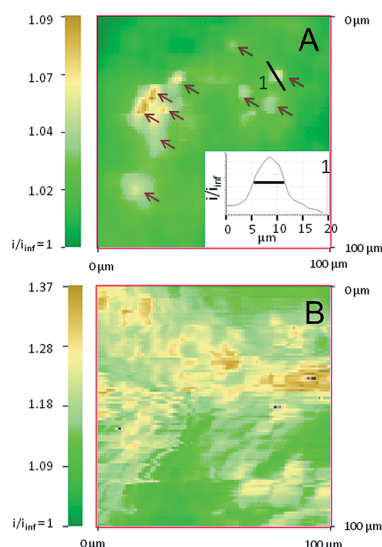 1.09
1.07
1.04
1.02
i/i_inf = 1
A
1
0 µm
100 µm
0 µm
100 µm
i/i_inf
1
0 5 10 15 20
µm
1.37
1.28
1.18
1.09
i/i_inf = 1
B
0 µm
100 µm
0 µm
100 µm